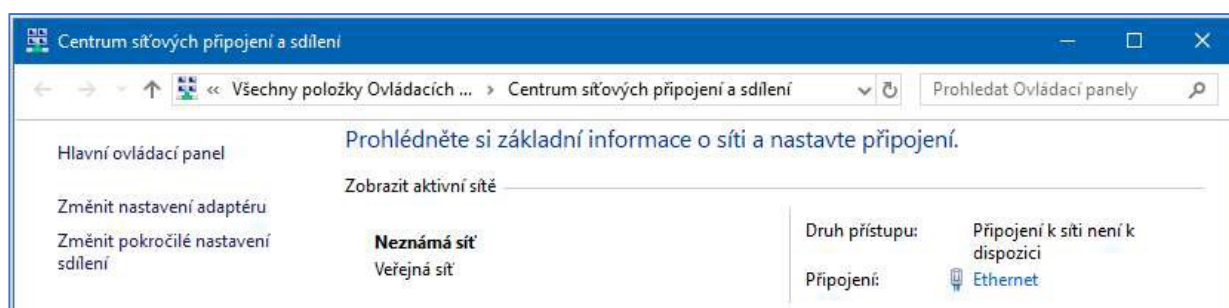 Centrum síťových připojení a sdílení
« Všechny položky Ovládacích ... › Centrum síťových připojení a sdílení
Prohledat Ovládací panely
Hlavní ovládací panel
Změnit nastavení adaptéru
Změnit pokročilé nastavení
sdílení
Prohlédněte si základní informace o síti a nastavte připojení.
Zobrazit aktivní sítě
Neznámá síť
Veřejná síť
Druh přístupu: Připojení k síti není k
dispozici
Připojení: Ethernet